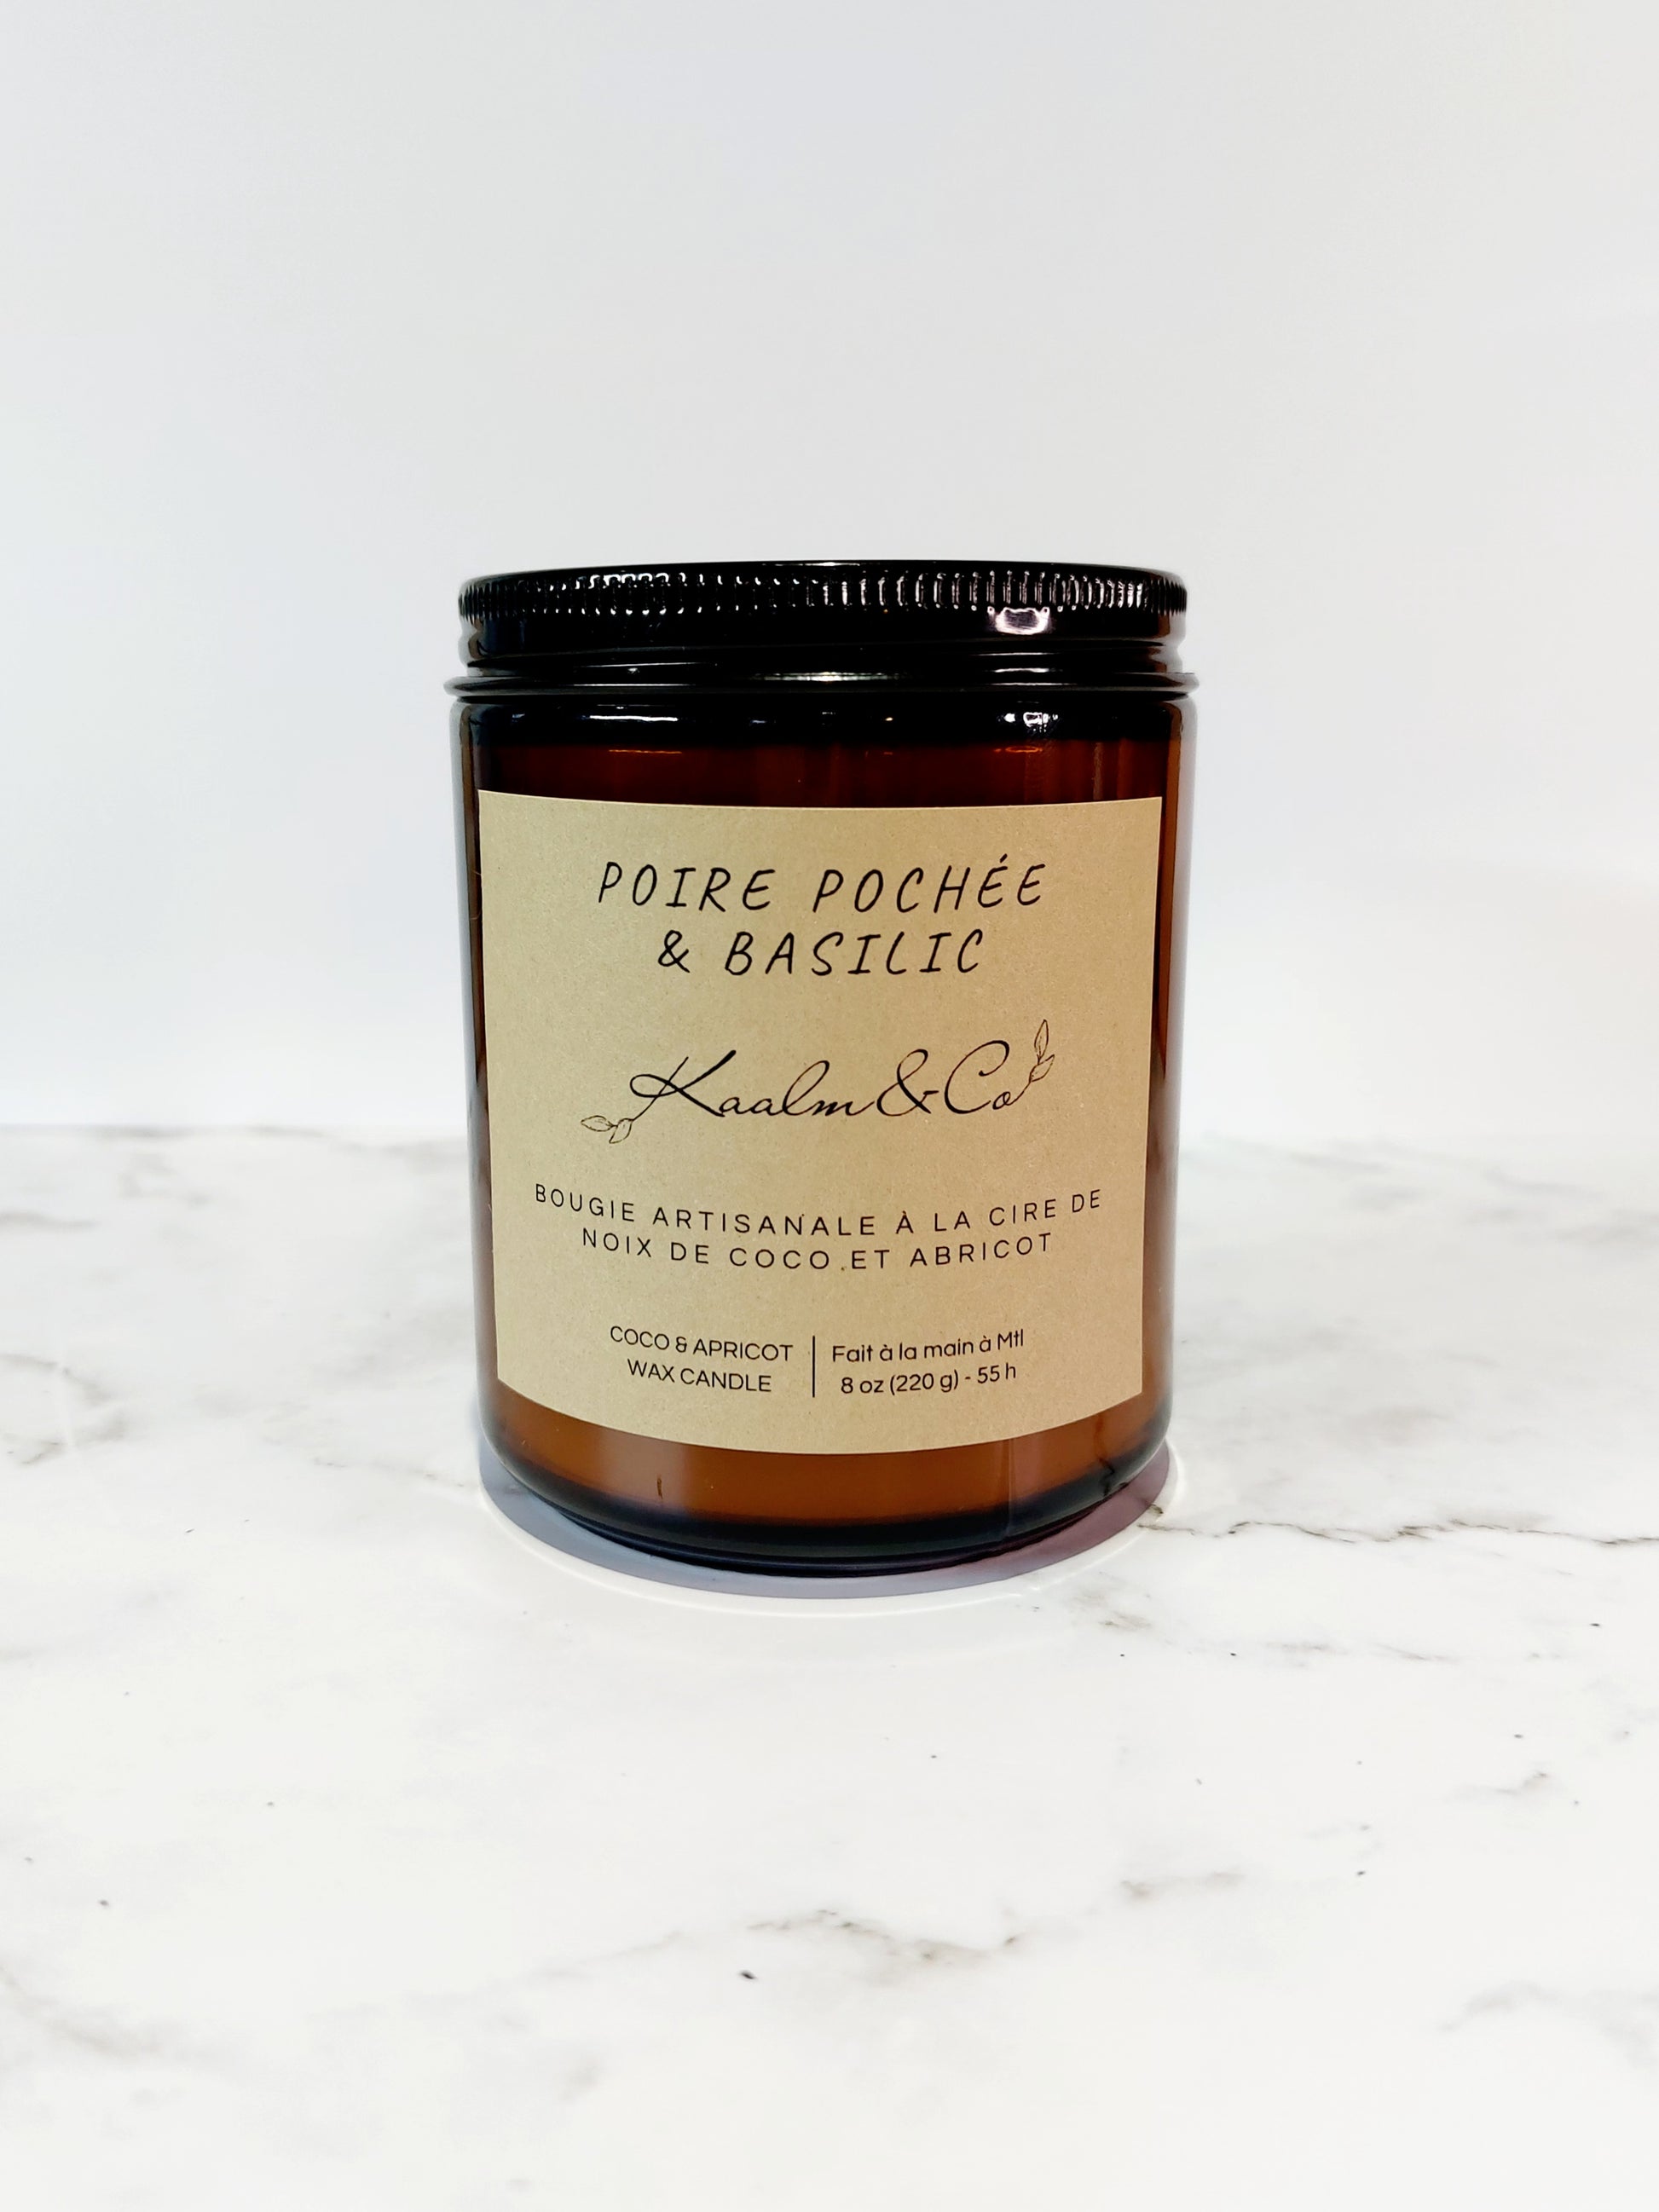 POIRE POCHÉE
& BASILIC
Kaalm&Co
BOUGIE ARTISANALE À LA CIRE DE
NOIX DE COCO ET ABRICOT
COCO & APRICOT
WAX CANDLE
Fait à la main à Mtl
8 oz (220 g) - 55 h